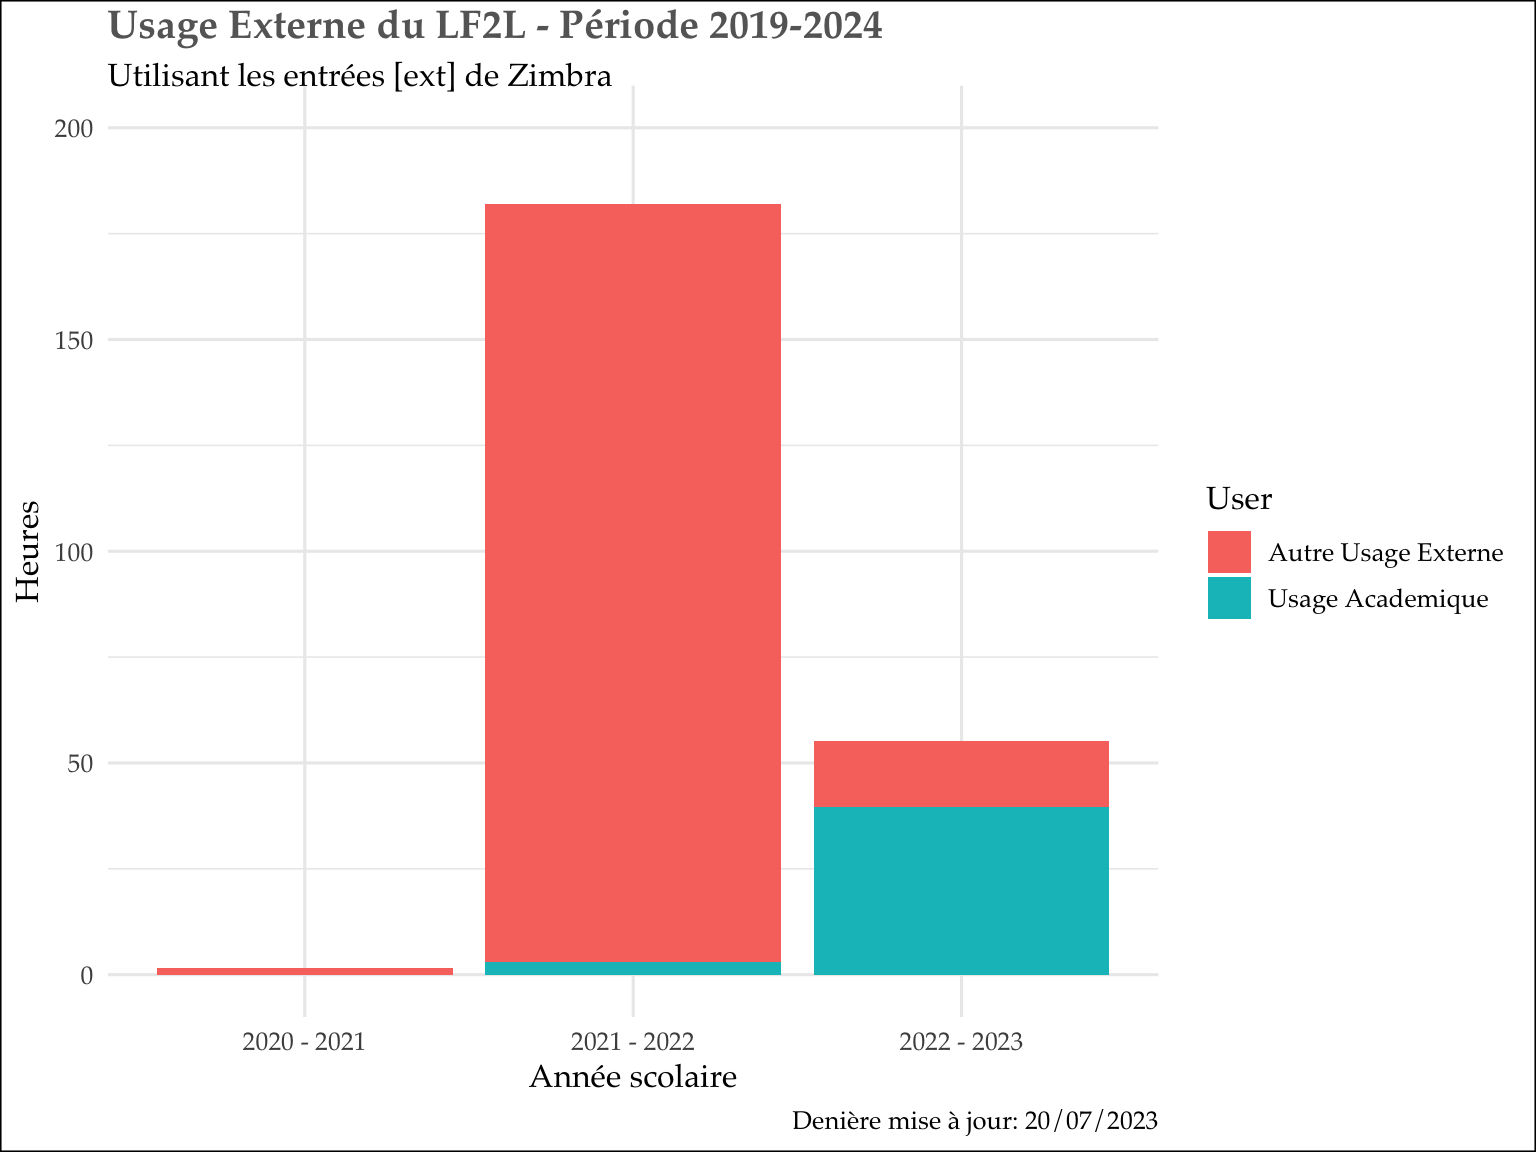 Usage Externe du LF2L - Période 2019-2024
Utilisant les entrées [ext] de Zimbra
200
150
100
50
0
Heures
2020 - 2021
2021 - 2022
2022 - 2023
Année scolaire
User
Autre Usage Externe
Usage Academique
Denière mise à jour: 20/07/2023